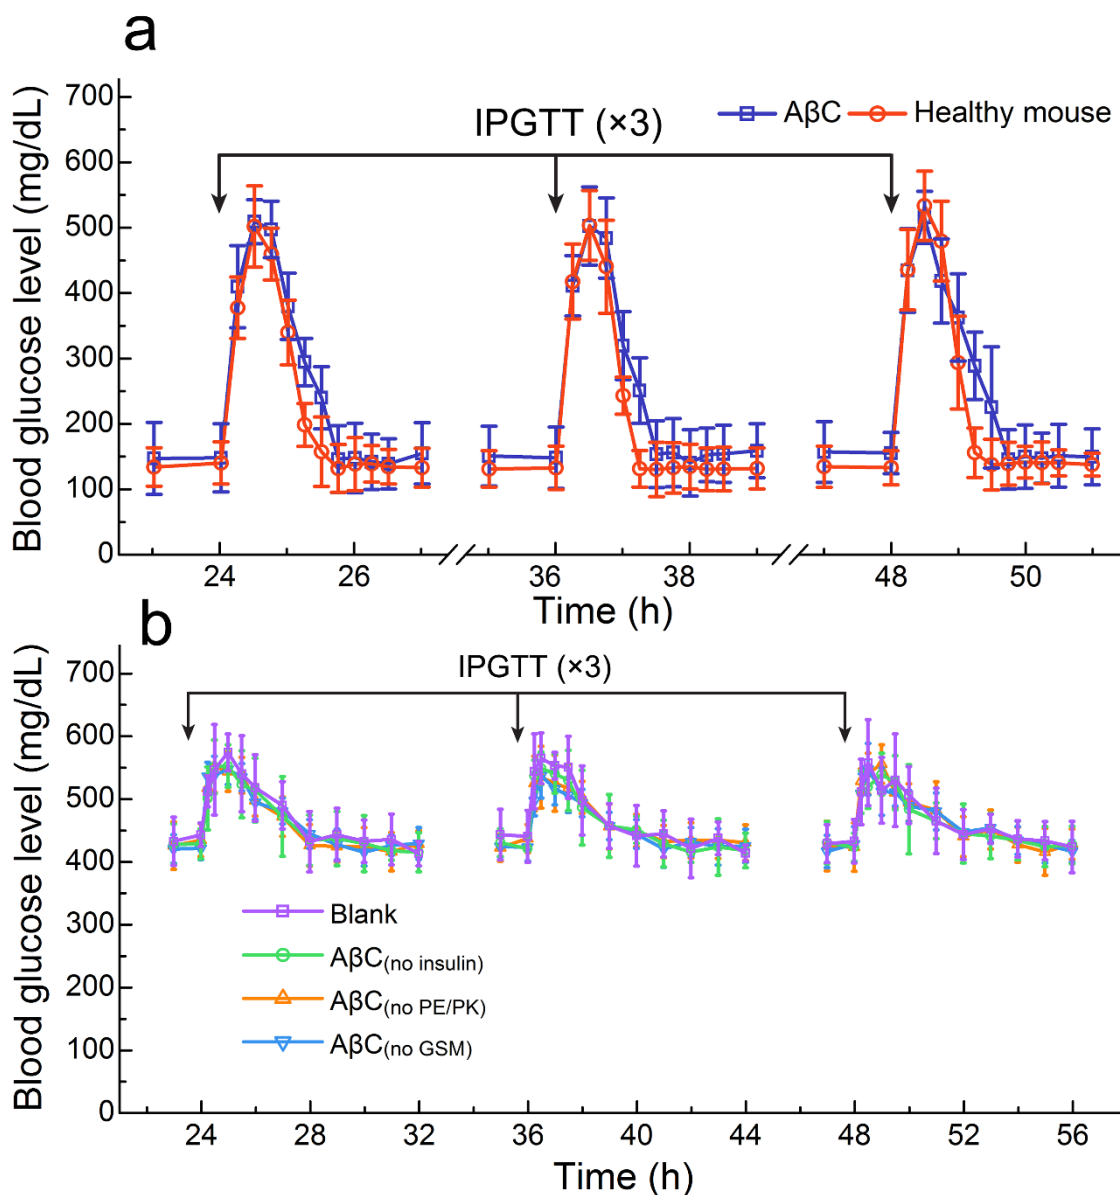 a
Blood glucose level (mg/dL)
700
600
500
400
300
200
100
0
IPGTT (×3)
AβC
Healthy mouse
24
26
36
38
48
50
Time (h)
b
Blood glucose level (mg/dL)
700
600
500
400
300
200
100
0
IPGTT (×3)
Blank
AβC(no insulin)
AβC(no PE/PK)
AβC(no GSM)
24
28
32
36
40
44
48
52
56
Time (h)